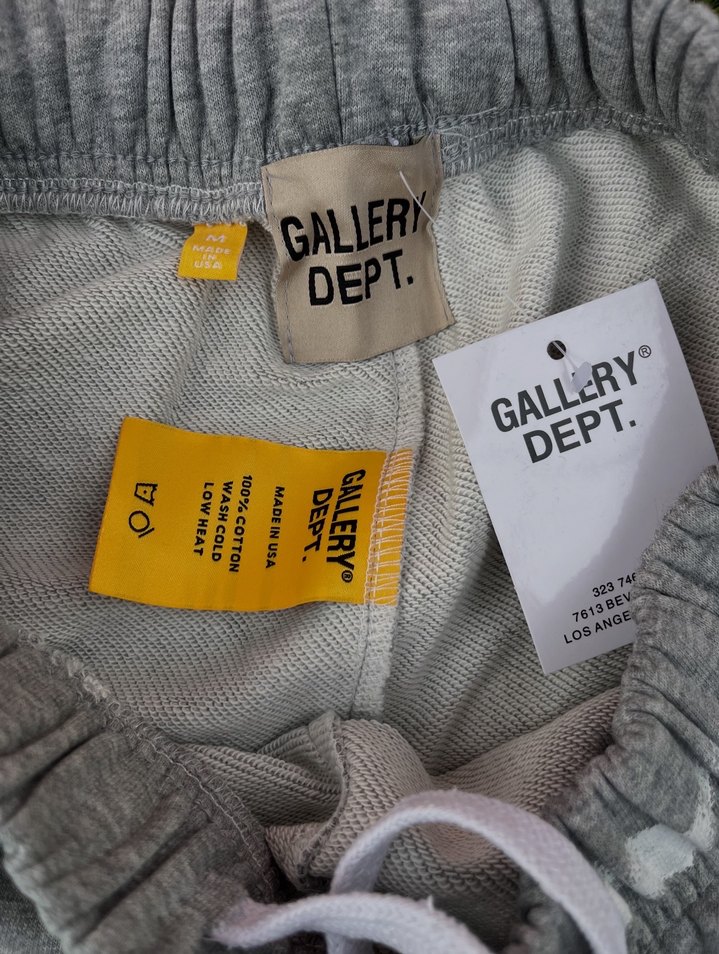 GALLERY
DEPT.
M
MADE
IN
USA
GALLERY®
DEPT.
323 746
7613 BEV
LOS ANGE
GALLERY®
DEPT.
MADE IN USA
100% COTTON
WASH COLD
LOW HEAT